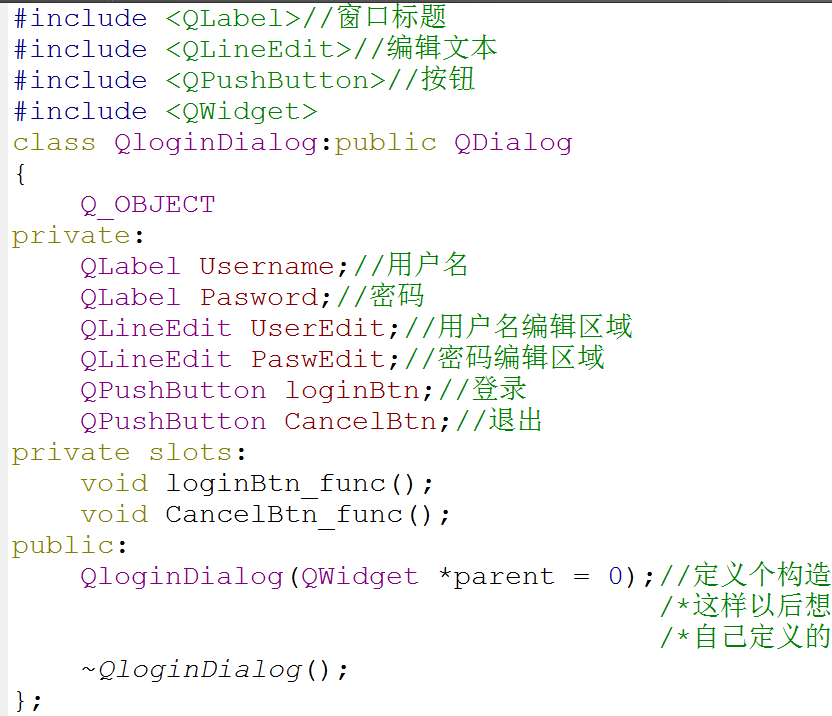 #include <QLabel>//窗口标题
#include <QLineEdit>//编辑文本
#include <QPushButton>//按钮
#include <QWidget>
class QloginDialog:public QDialog
{
    Q_OBJECT
private:
    QLabel Username;//用户名
    QLabel Pasword;//密码
    QLineEdit UserEdit;//用户名编辑区域
    QLineEdit PaswEdit;//密码编辑区域
    QPushButton loginBtn;//登录
    QPushButton CancelBtn;//退出
private slots:
    void loginBtn_func();
    void CancelBtn_func();
public:
    QloginDialog(QWidget *parent = 0);//定义个构造
/*这样以后想
/*自己定义的
    ~QloginDialog();
};